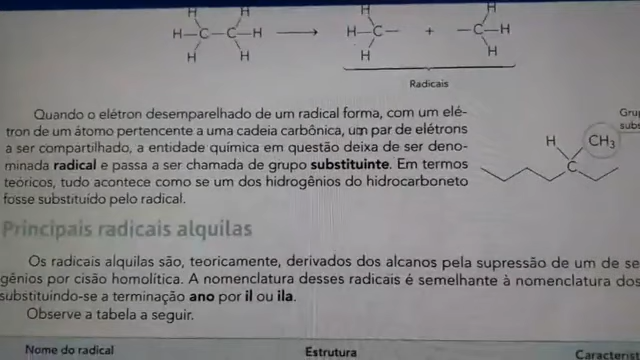 H H H H
H—C—C—H H—C— + —C—H
H H H H
Radicais
Quando o elétron desemparelhado de um radical forma, com um elé-
tron de um átomo pertencente a uma cadeia carbônica, um par de elétrons
a ser compartilhado, a entidade química em questão deixa de ser deno-
minada radical e passa a ser chamada de grupo substituinte. Em termos
teóricos, tudo acontece como se um dos hidrogênios do hidrocarboneto
fosse substituído pelo radical.
H CH3
C
Principais radicais alquilas
Os radicais alquilas são, teoricamente, derivados dos alcanos pela supressão de um de se
gênios por cisão homolítica. A nomenclatura desses radicais é semelhante à nomenclatura dos
substituindo-se a terminação ano por il ou ila.
Observe a tabela a seguir.
Nome do radical Estrutura